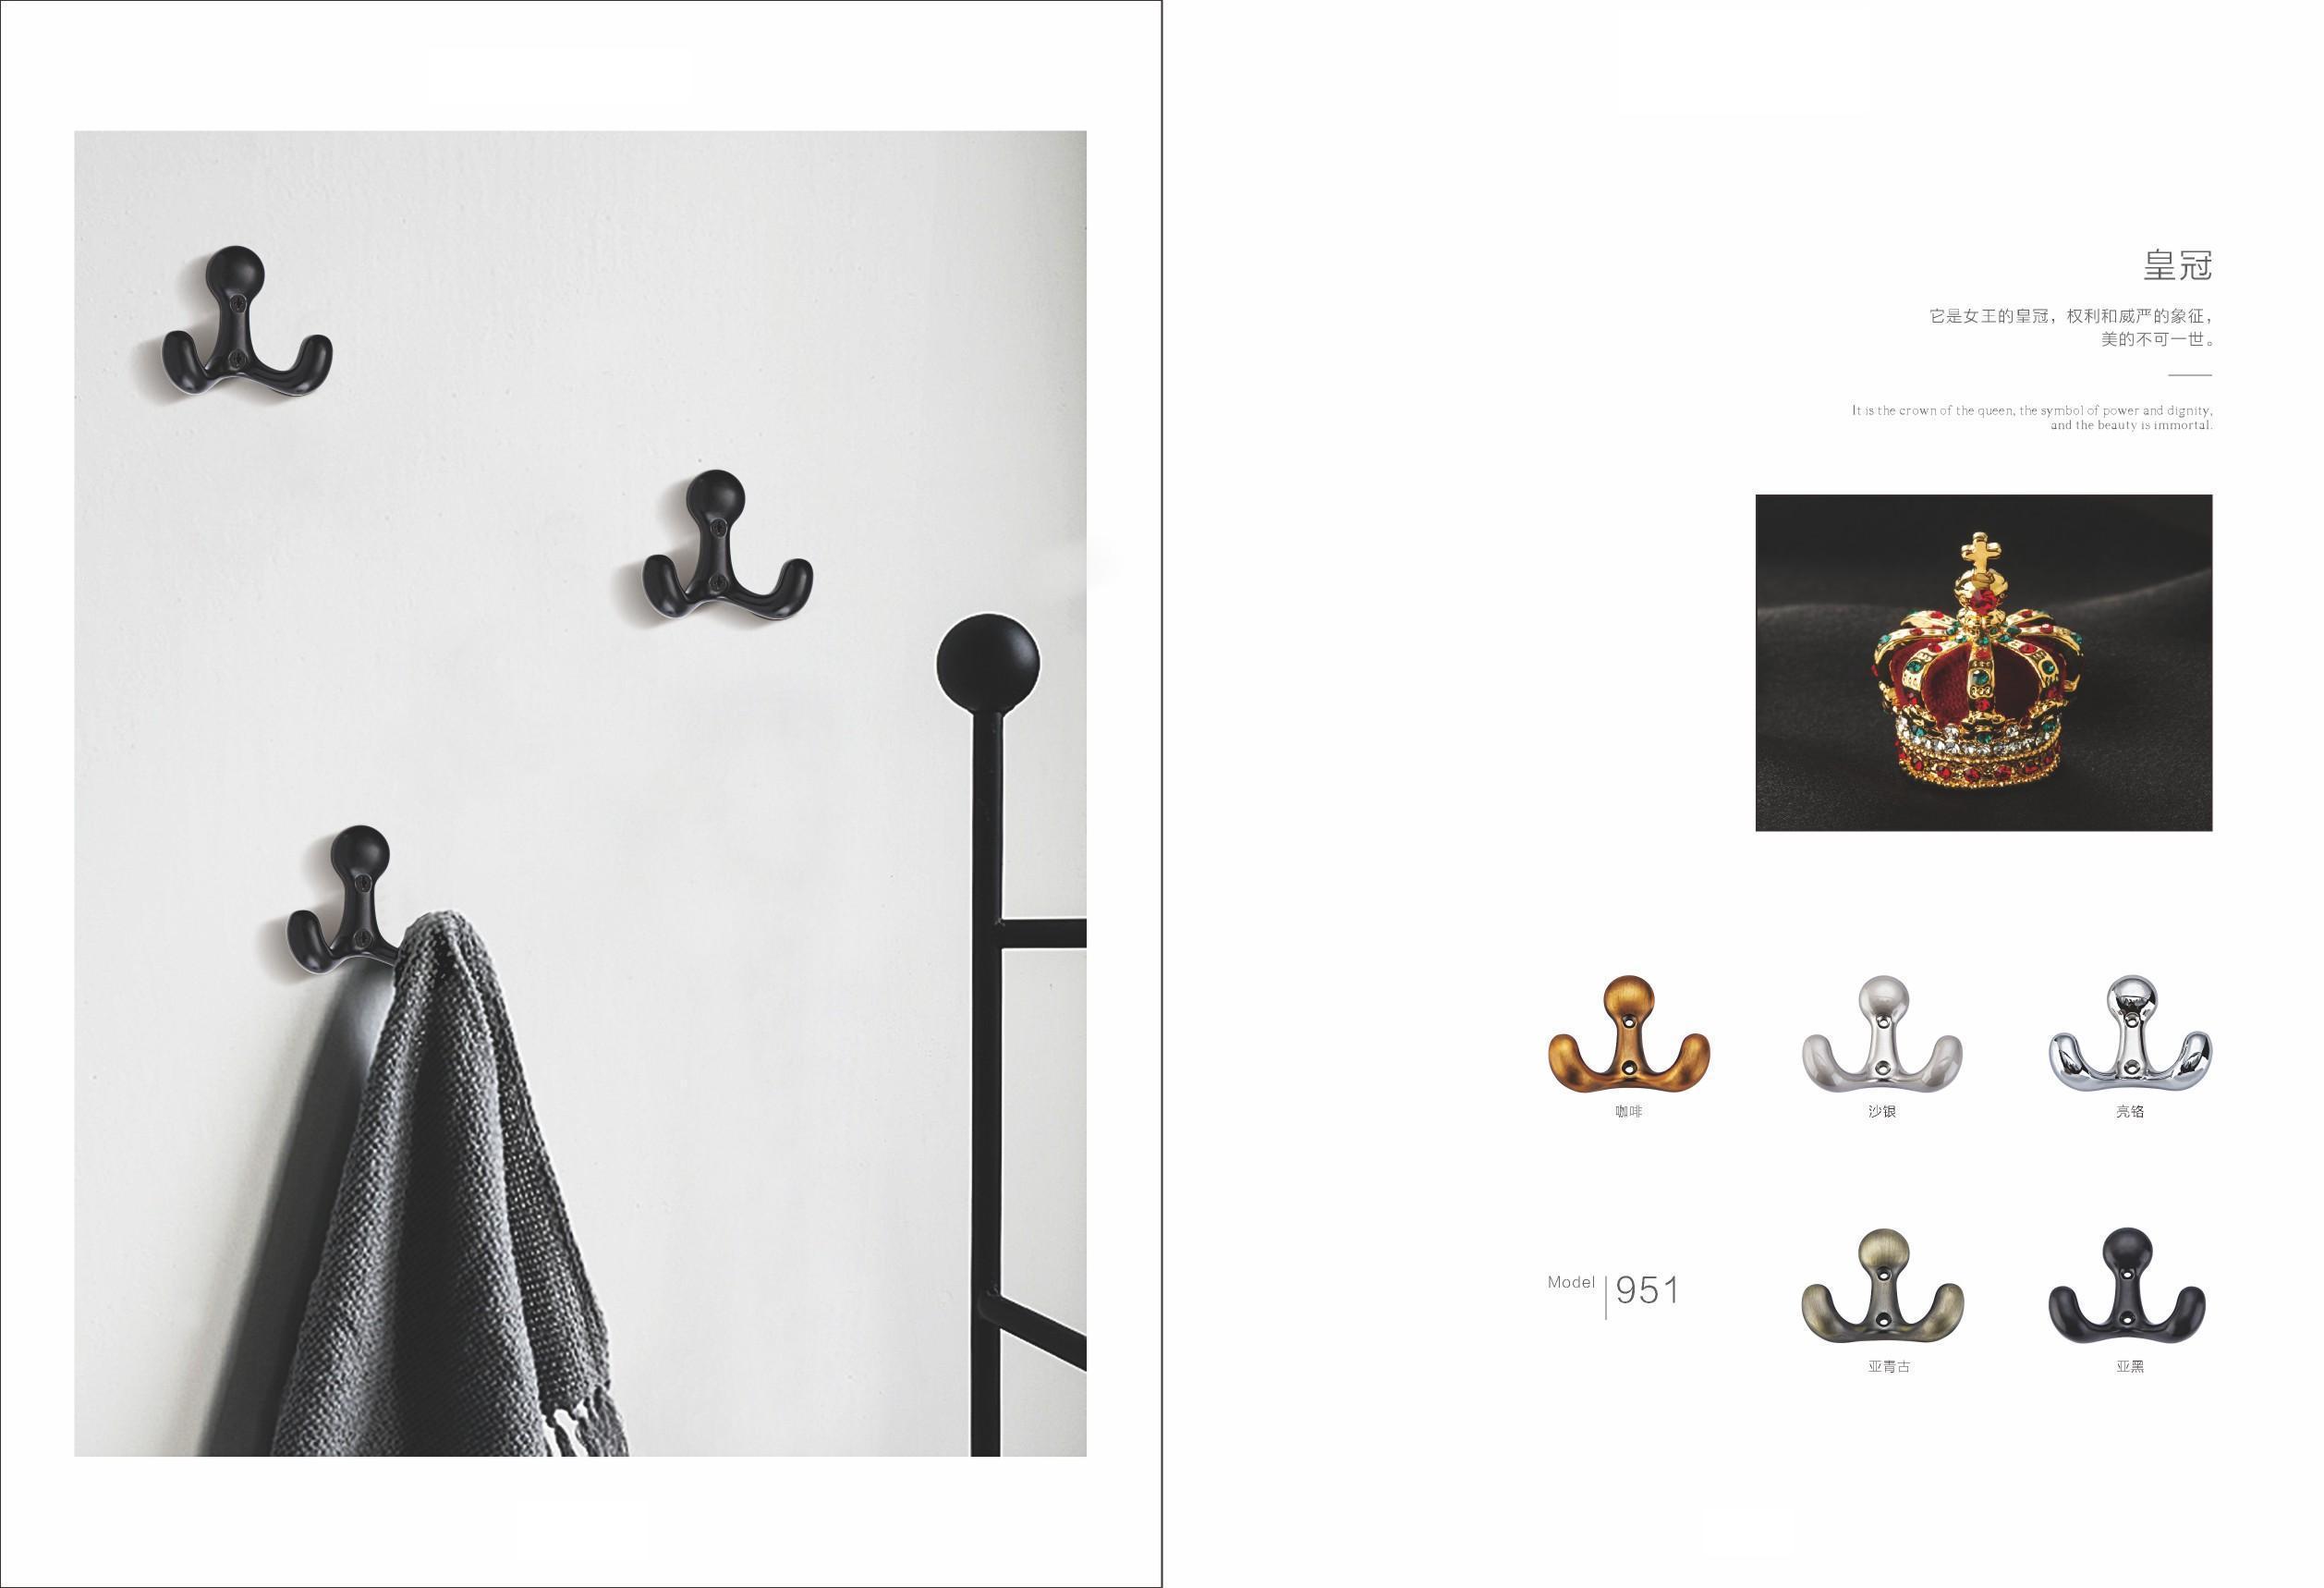 皇冠
它是女王的皇冠，权利和威严的象征，
美的不可一世。
It is the crown of the queen, the symbol of power and dignity,
and the beauty is immortal.
咖啡
沙银
亮铬
Model 951
亚青古
亚黑